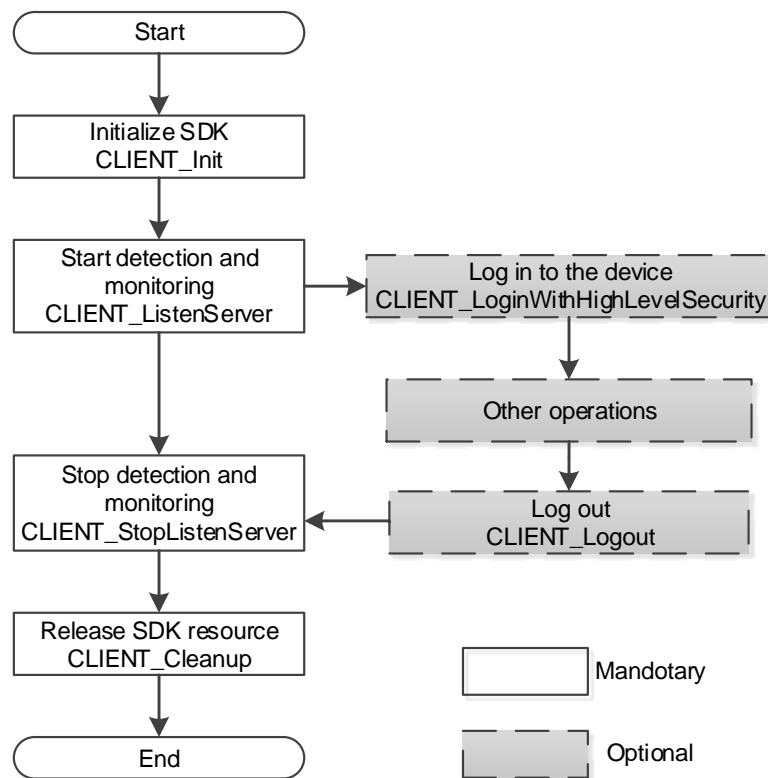 Start
Initialize SDK
CLIENT_Init
Start detection and
monitoring
CLIENT_ListenServer
Log in to the device
CLIENT_LoginWithHighLevelSecurity
Other operations
Stop detection and
monitoring
CLIENT_StopListenServer
Log out
CLIENT_Logout
Release SDK resource
CLIENT_Cleanup
End
Mandotary
Optional